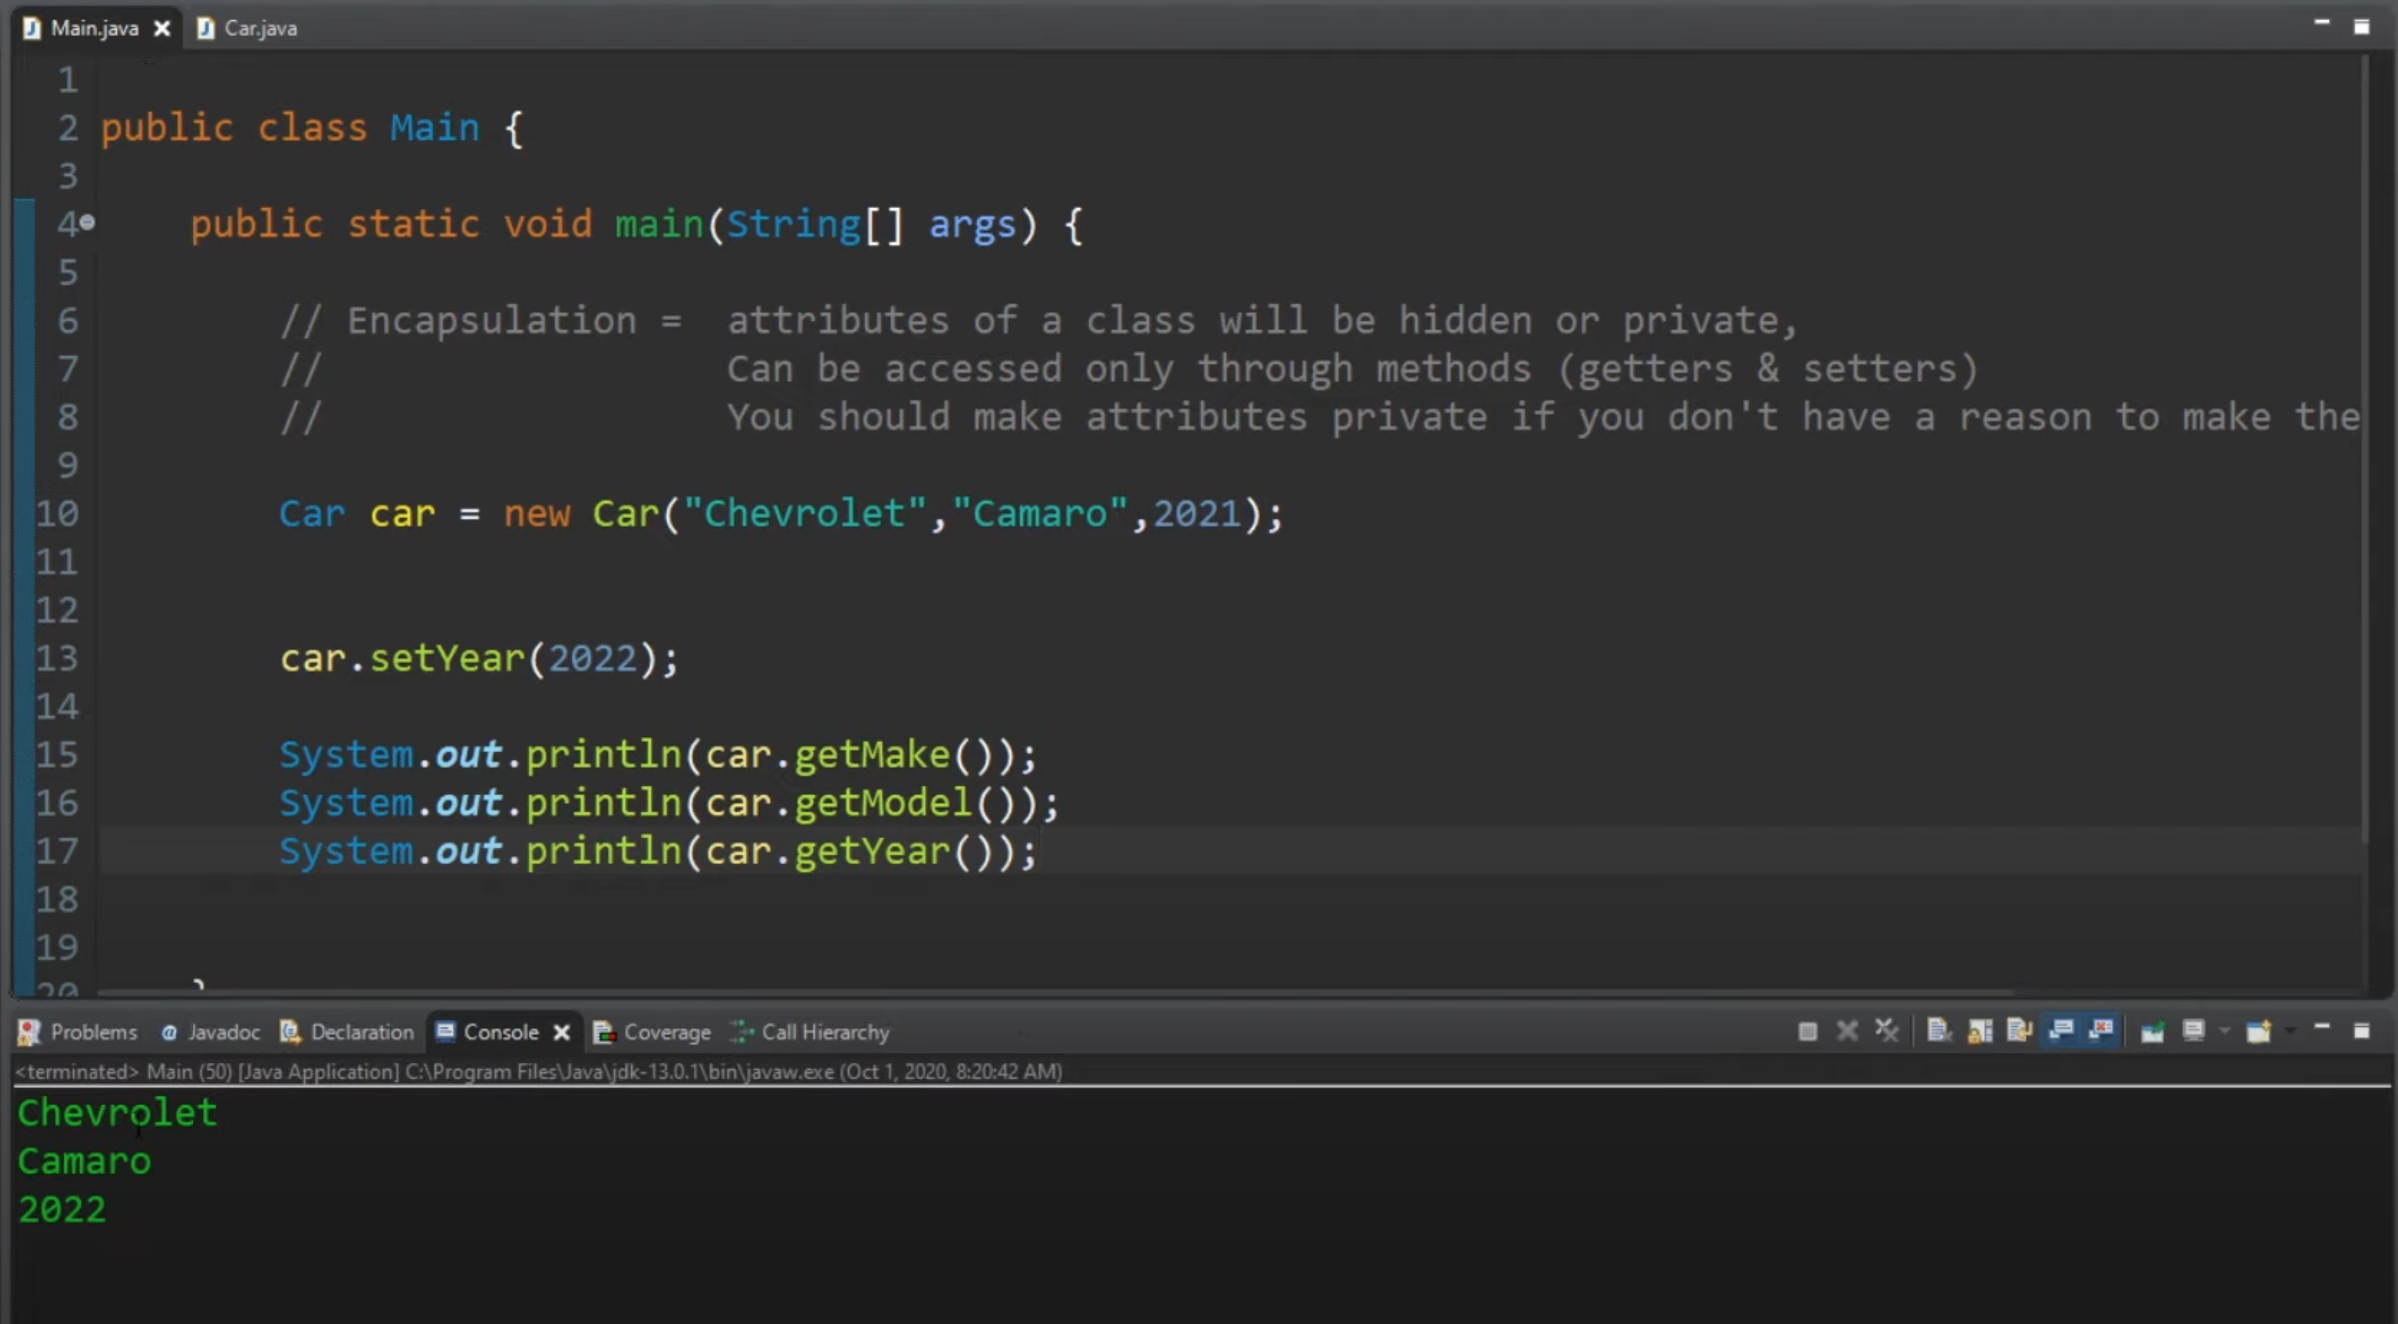 Main.java Car.java
1
2 public class Main {
3
4 public static void main(String[] args) {
5
6 // Encapsulation = attributes of a class will be hidden or private,
7 // Can be accessed only through methods (getters & setters)
8 // You should make attributes private if you don't have a reason to make the
9
10 Car car = new Car("Chevrolet","Camaro",2021);
11
12
13 car.setYear(2022);
14
15 System.out.println(car.getMake());
16 System.out.println(car.getModel());
17 System.out.println(car.getYear());
18
19
20 }
Problems @ Javadoc Declaration Console Coverage Call Hierarchy
<terminated> Main (50) [Java Application] C:\Program Files\Java\jdk-13.0.1\bin\javaw.exe (Oct 1, 2020, 8:20:42 AM)
Chevrolet
Camaro
2022